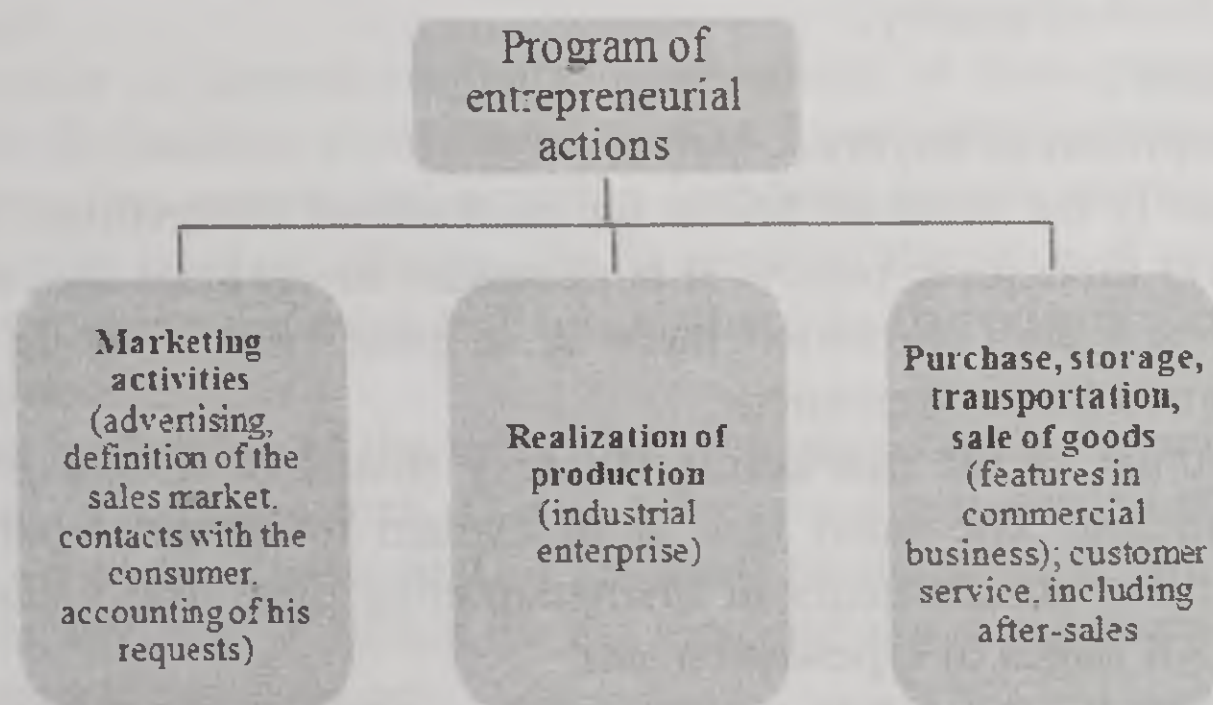 Program of
entrepreneurial
actions
Marketing
activities
(advertising,
definition of the
sales market.
contacts with the
consumer.
accounting of his
requests)
Realization of
production
(industrial
enterprise)
Purchase, storage,
transportation,
sale of goods
(features in
commercial
business); customer
service. including
after-sales